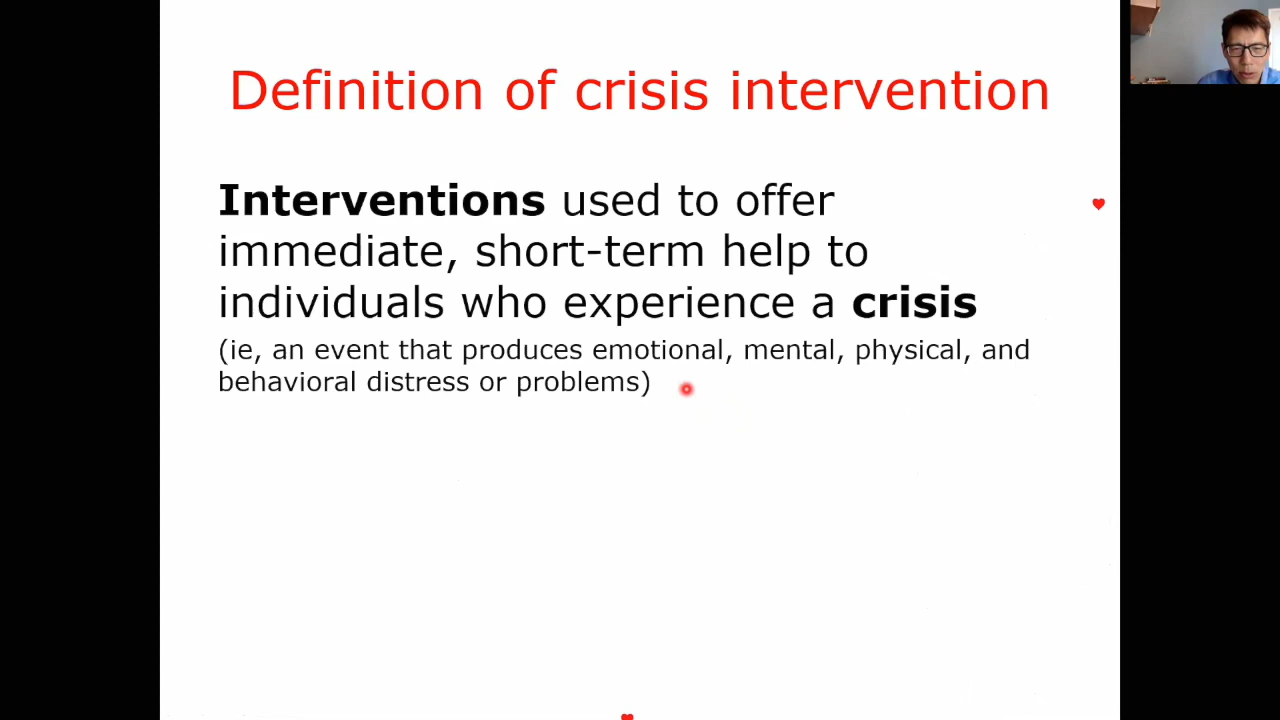 Definition of crisis intervention
Interventions used to offer
immediate, short-term help to
individuals who experience a crisis
(ie, an event that produces emotional, mental, physical, and
behavioral distress or problems)